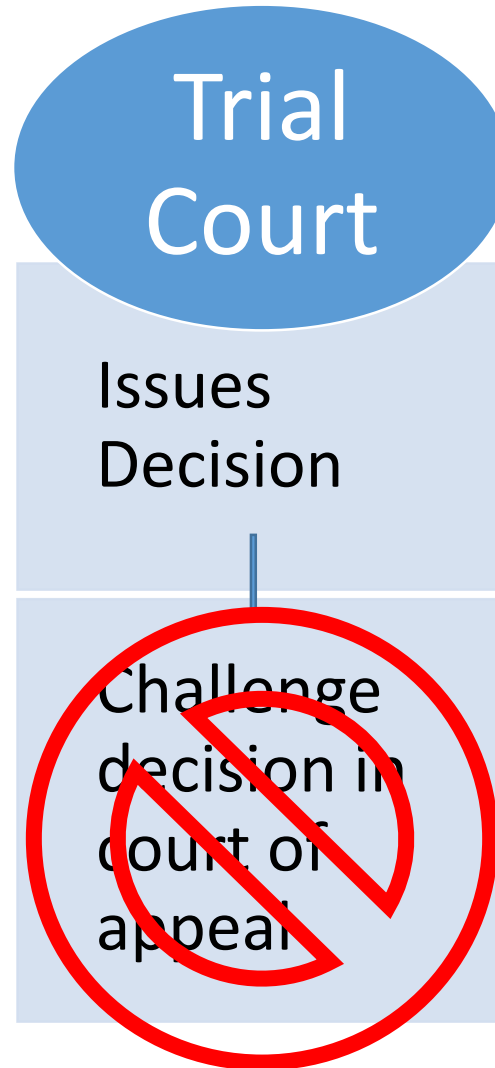 Trial
Court
Issues
Decision
Challenge
decision in
court of
appeal